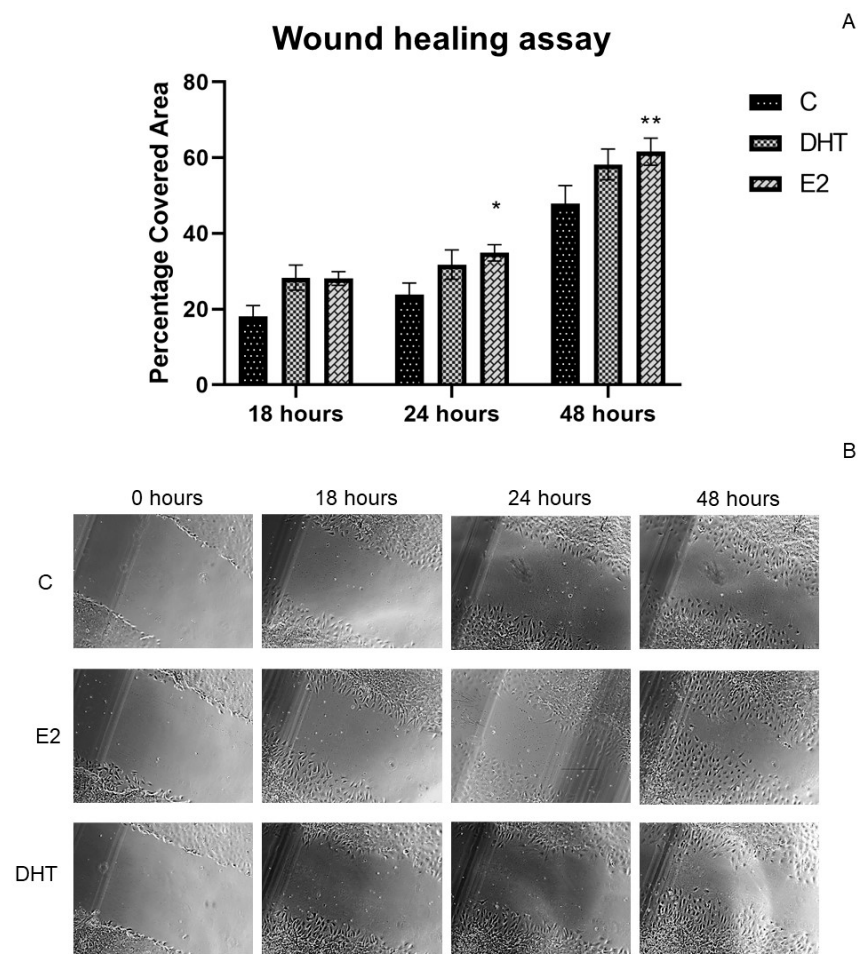 A
Wound healing assay
Percentage Covered Area
80
60
40
20
0
*
**
18 hours
24 hours
48 hours
C
DHT
E2
B
0 hours
18 hours
24 hours
48 hours
C
E2
DHT